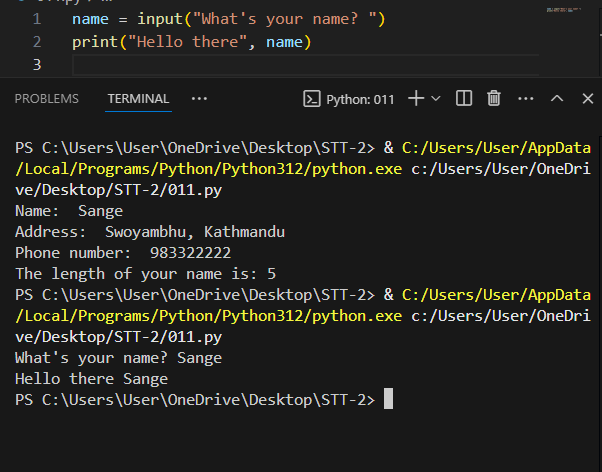 1 name = input("What's your name? ")
2 print("Hello there", name)
3
PROBLEMS TERMINAL ··· Python: 011
PS C:\Users\User\OneDrive\Desktop\STT-2> & C:/Users/User/AppData
/Local/Programs/Python/Python312/python.exe c:/Users/User/OneDri
ve/Desktop/STT-2/011.py
Name:  Sange
Address:  Swoyambhu, Kathmandu
Phone number:  983322222
The length of your name is: 5
PS C:\Users\User\OneDrive\Desktop\STT-2> & C:/Users/User/AppData
/Local/Programs/Python/Python312/python.exe c:/Users/User/OneDri
ve/Desktop/STT-2/011.py
What's your name? Sange
Hello there Sange
PS C:\Users\User\OneDrive\Desktop\STT-2>